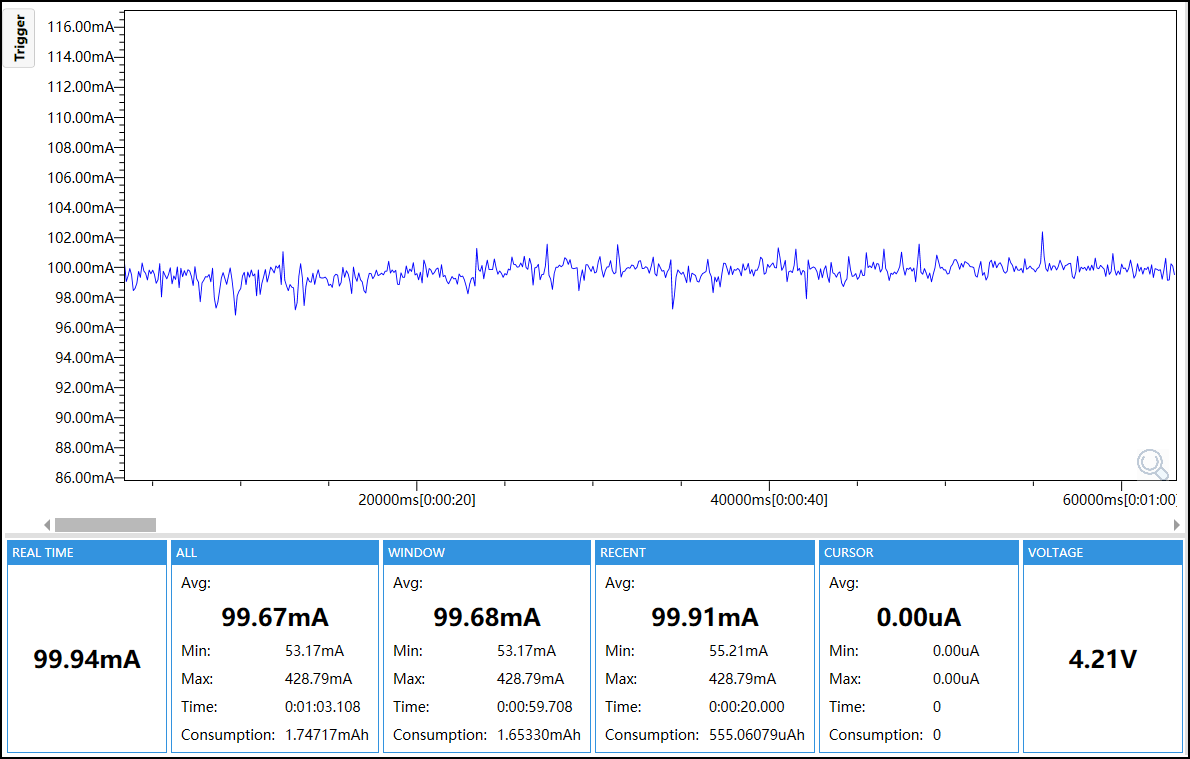 Trigger
116.00mA
114.00mA
112.00mA
110.00mA
108.00mA
106.00mA
104.00mA
102.00mA
100.00mA
98.00mA
96.00mA
94.00mA
92.00mA
90.00mA
88.00mA
86.00mA
20000ms[0:00:20] 40000ms[0:00:40] 60000ms[0:01:00
REAL TIME
99.94mA
ALL
Avg:
99.67mA
Min: 53.17mA
Max: 428.79mA
Time: 0:01:03.108
Consumption: 1.74717mAh
WINDOW
Avg:
99.68mA
Min: 53.17mA
Max: 428.79mA
Time: 0:00:59.708
Consumption: 1.65330mAh
RECENT
Avg:
99.91mA
Min: 55.21mA
Max: 428.79mA
Time: 0:00:20.000
Consumption: 555.06079uAh
CURSOR
Avg:
0.00uA
Min: 0.00uA
Max: 0.00uA
Time: 0
Consumption: 0
VOLTAGE
4.21V